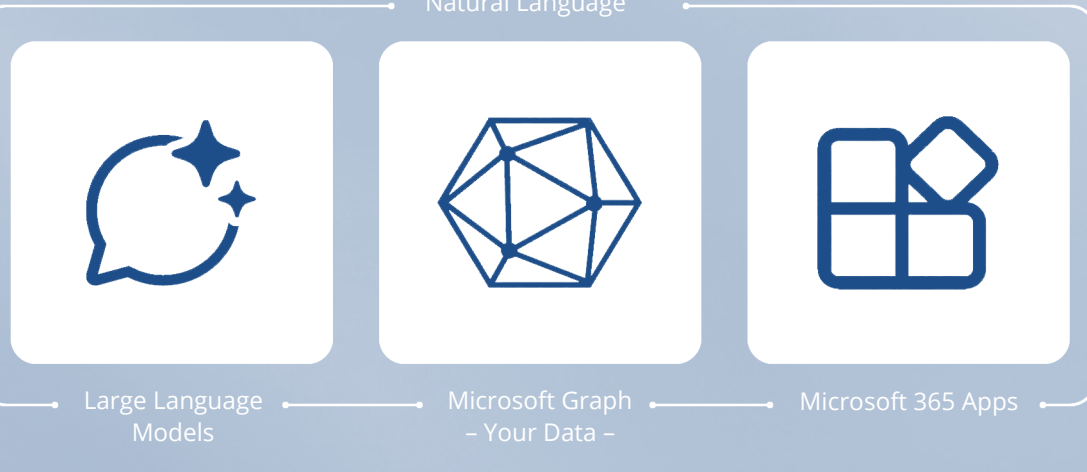 Natural Language
Large Language
Models
Microsoft Graph
– Your Data –
Microsoft 365 Apps